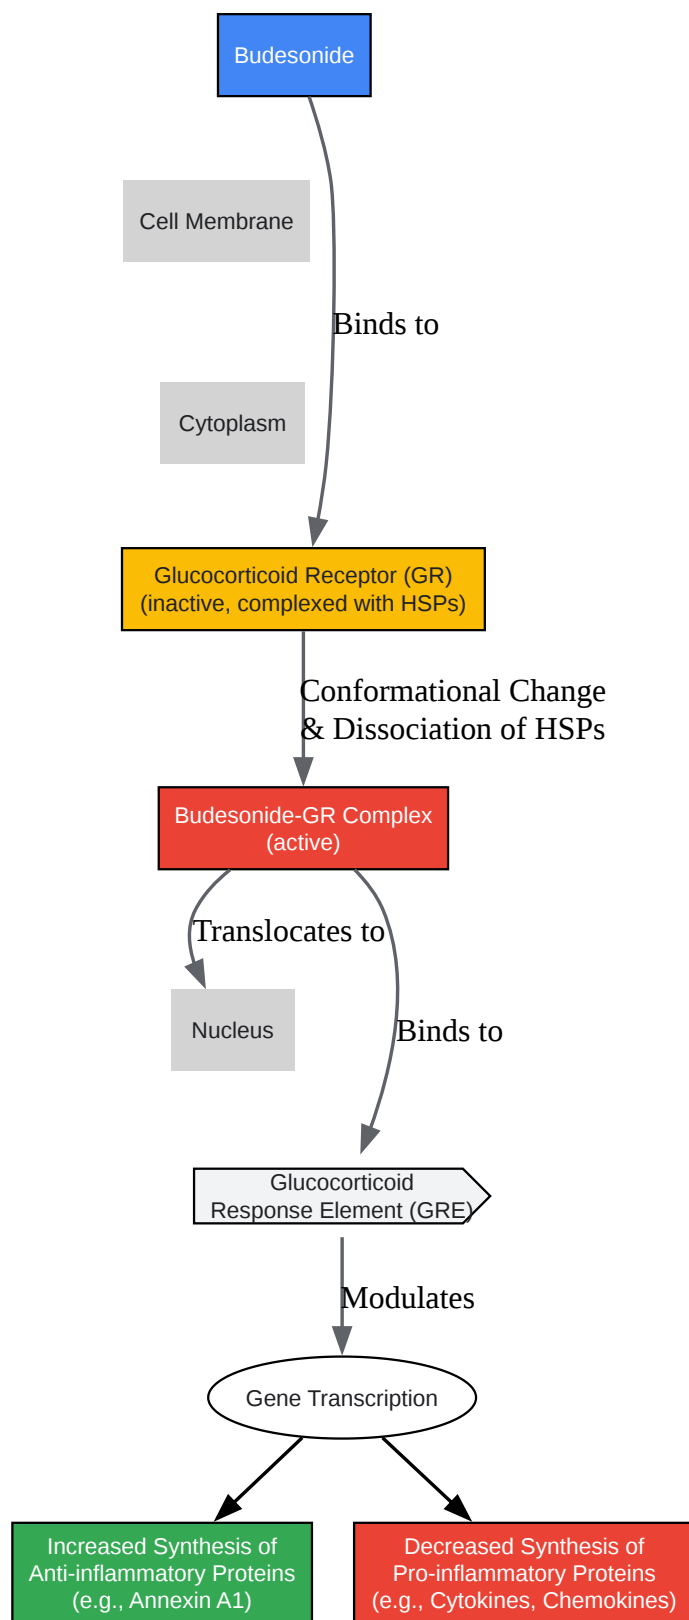 Budesonide
Cell Membrane
Binds to
Cytoplasm
Glucocorticoid Receptor (GR)
(inactive, complexed with HSPs)
Conformational Change
& Dissociation of HSPs
Budesonide-GR Complex
(active)
Translocates to
Nucleus
Binds to
Glucocorticoid
Response Element (GRE)
Modulates
Gene Transcription
Increased Synthesis of
Anti-inflammatory Proteins
(e.g., Annexin A1)
Decreased Synthesis of
Pro-inflammatory Proteins
(e.g., Cytokines, Chemokines)